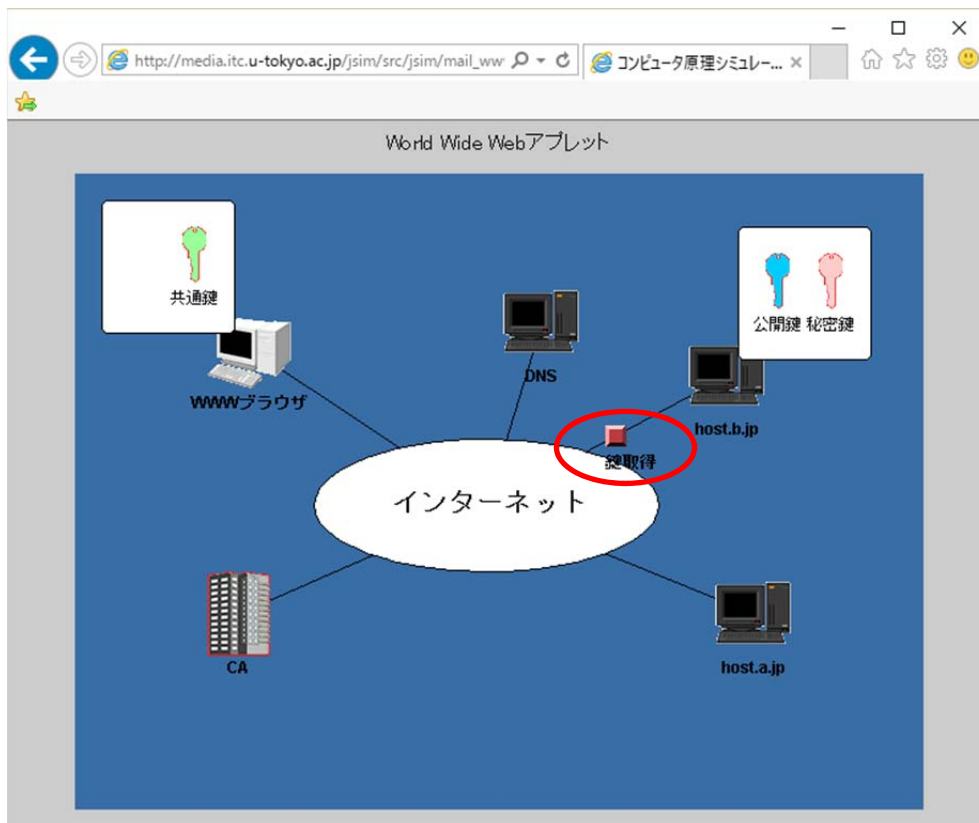 http://media.itc.u-tokyo.ac.jp/jsim/src/jsim/mail_ww
コンピュータ原理シミュレー...
World Wide Webアプレット
共通鍵
公開鍵 秘密鍵
DNS
WWWブラウザ
host.b.jp
鍵取得
インターネット
CA
host.a.jp